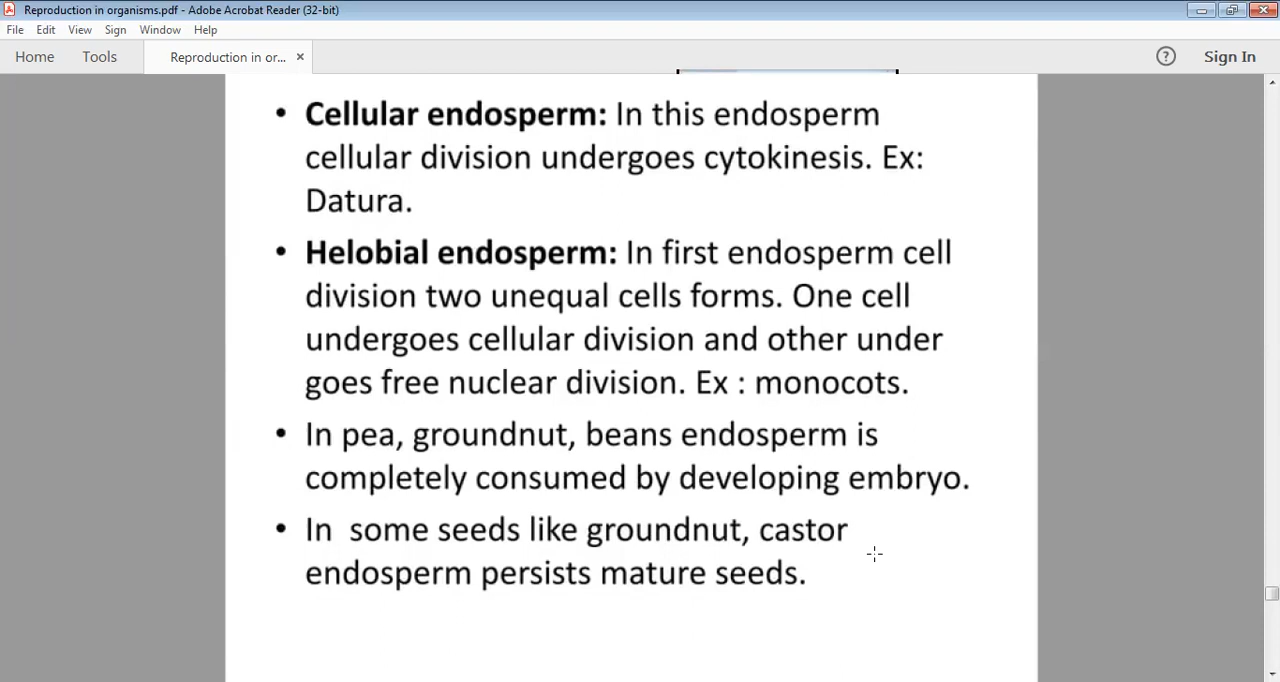 Reproduction in organisms.pdf - Adobe Acrobat Reader (32-bit)
File Edit View Sign Window Help
Home Tools Reproduction in or... × ? Sign In
• Cellular endosperm: In this endosperm
cellular division undergoes cytokinesis. Ex:
Datura.
• Helobial endosperm: In first endosperm cell
division two unequal cells forms. One cell
undergoes cellular division and other under
goes free nuclear division. Ex : monocots.
• In pea, groundnut, beans endosperm is
completely consumed by developing embryo.
• In some seeds like groundnut, castor
endosperm persists mature seeds.